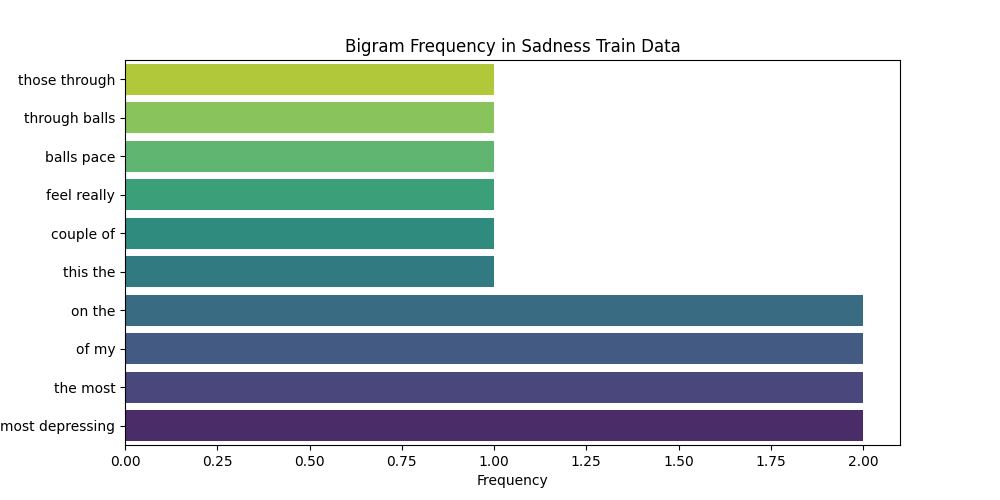 Bigram Frequency in Sadness Train Data
those through
through balls
balls pace
feel really
couple of
this the
on the
of my
the most
most depressing
0.00 0.25 0.50 0.75 1.00 1.25 1.50 1.75 2.00
Frequency